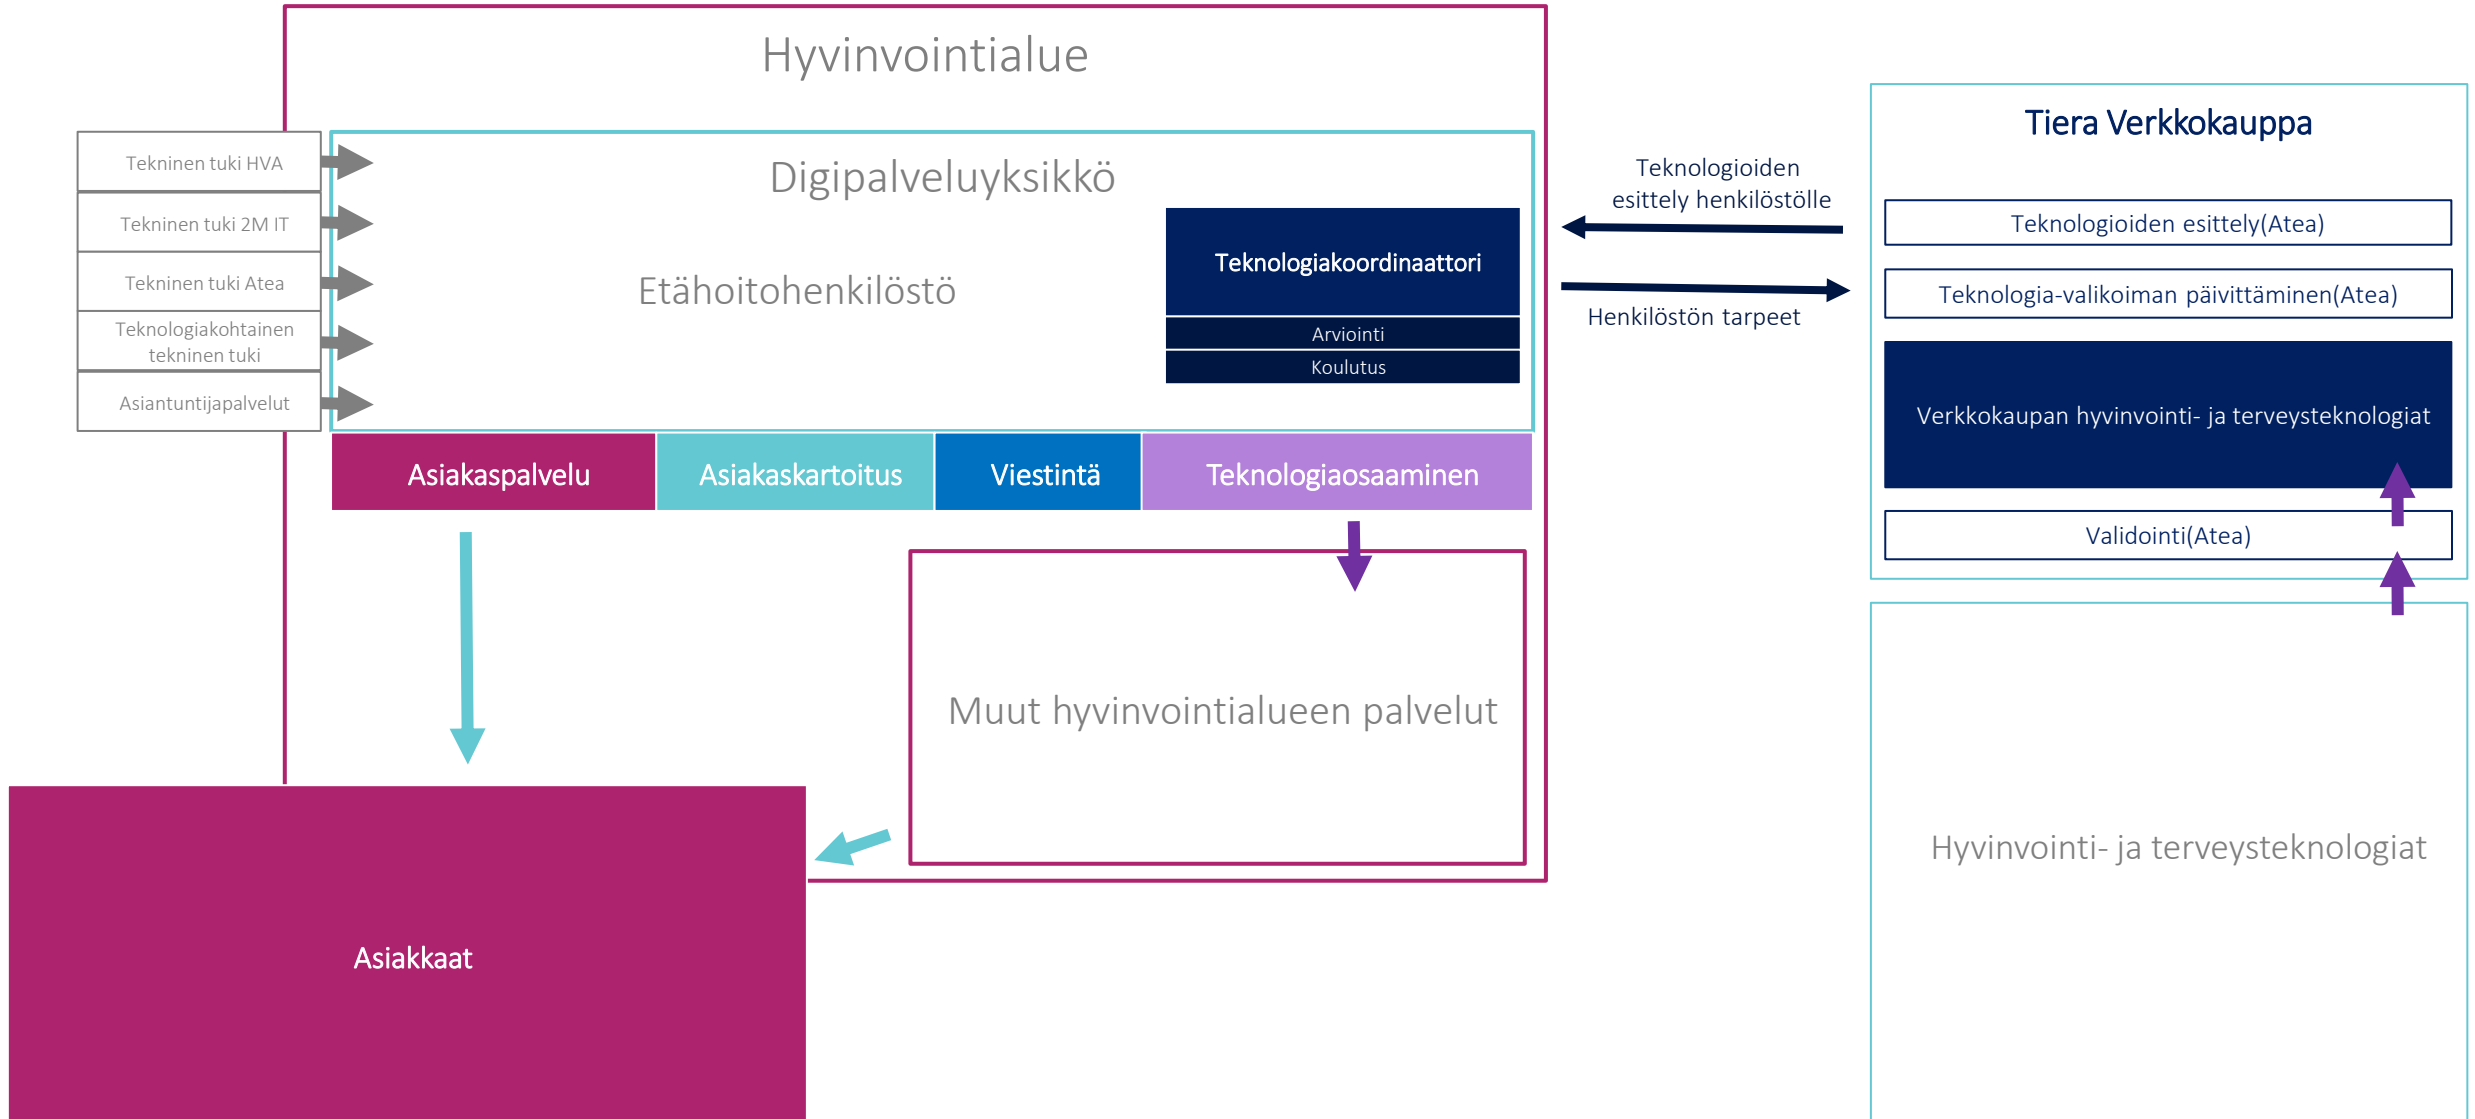 Hyvinvointialue
Tekninen tuki HVA
Tekninen tuki 2M IT
Tekninen tuki Atea
Teknologiakohtainen
tekninen tuki
Asiantuntijapalvelut
Digipalveluyksikkö
Etähoitohenkilöstö
Teknologiakoordinaattori
Arviointi
Koulutus
Asiakaspalvelu
Asiakaskartoitus
Viestintä
Teknologiaosaaminen
Muut hyvinvointialueen palvelut
Asiakkaat
Teknologioiden
esittely henkilöstölle
Henkilöstön tarpeet
Tiera Verkkokauppa
Teknologioiden esittely(Atea)
Teknologia-valikoiman päivittäminen(Atea)
Verkkokaupan hyvinvointi- ja terveysteknologiat
Validointi(Atea)
Hyvinvointi- ja terveysteknologiat